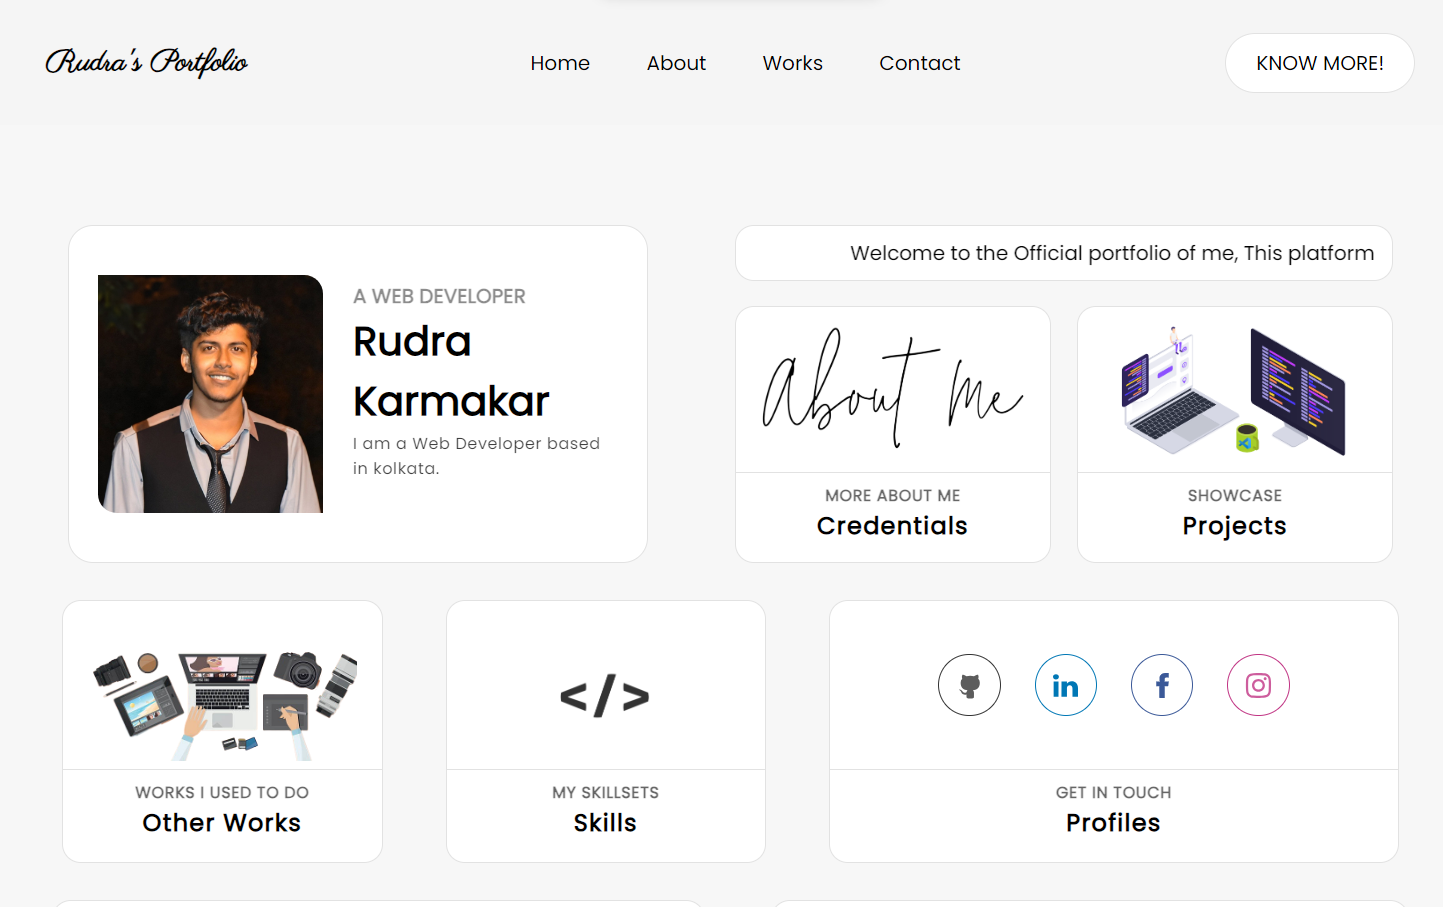 Rudra's Portfolio
Home
About
Works
Contact
KNOW MORE!
A WEB DEVELOPER
Rudra
Karmakar
I am a Web Developer based
in kolkata.
Welcome to the Official portfolio of me, This platform
About Me
MORE ABOUT ME
Credentials
SHOWCASE
Projects
WORKS I USED TO DO
Other Works
</>
MY SKILLSETS
Skills
in
f
GET IN TOUCH
Profiles